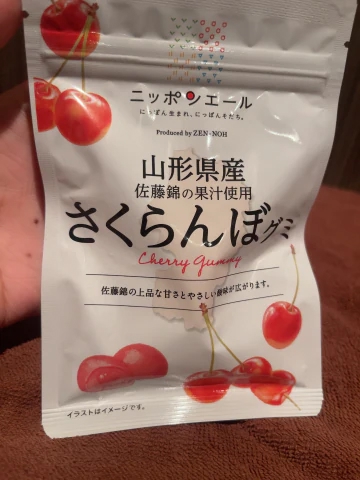 ニッポンエール
にっぽん生まれ、にっぽんそだち。
Produced by ZEN-NOH
山形県産
佐藤錦の果汁使用
さくらんぼグミ
Cherry Gummy
佐藤錦の上品な甘さとやさしい酸味が広がります。
イラストはイメージです。